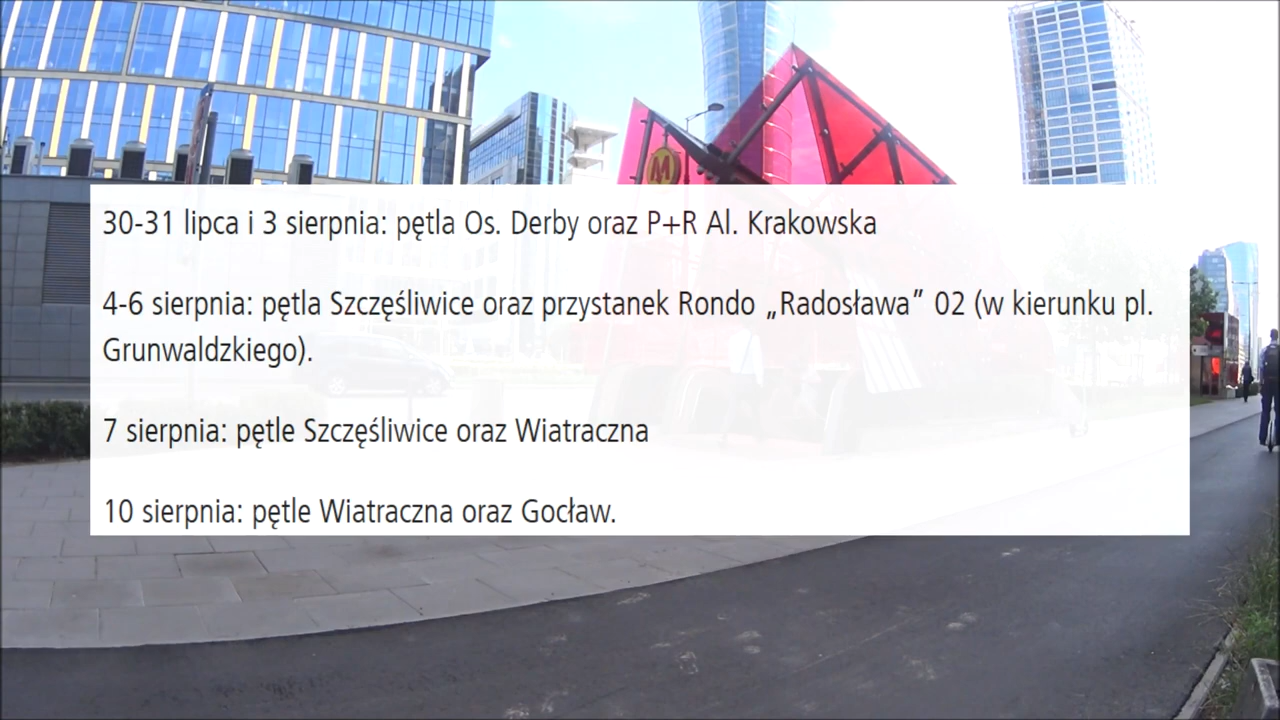 M
30-31 lipca i 3 sierpnia: pętla Os. Derby oraz P+R Al. Krakowska
4-6 sierpnia: pętla Szczęśliwice oraz przystanek Rondo „Radosława” 02 (w kierunku pl.
Grunwaldzkiego).
7 sierpnia: pętle Szczęśliwice oraz Wiatraczna
10 sierpnia: pętle Wiatraczna oraz Gocław.